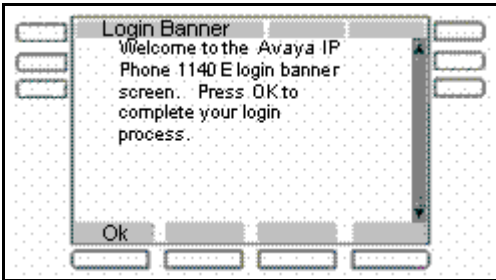 Login Banner
Welcome to the Avaya IP
Phone 1140 E login banner
screen. Press OK to
complete your login
process.
Ok